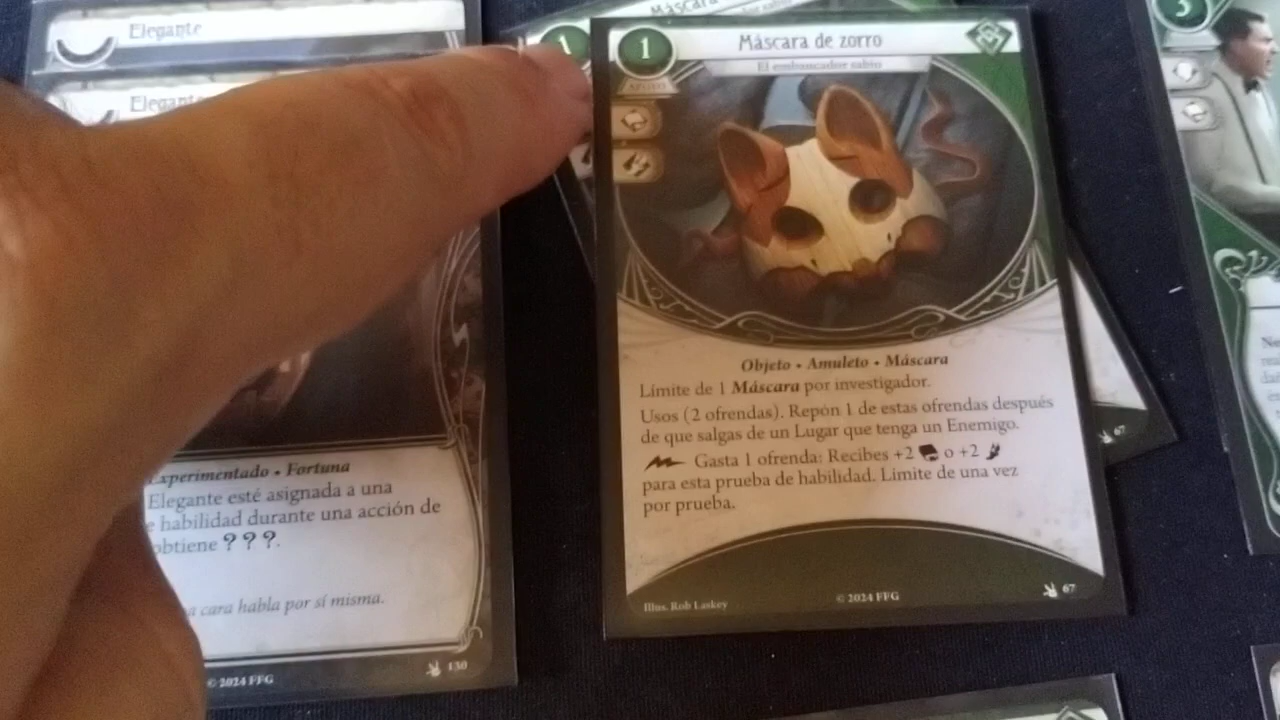 Elegante
Elegante
Experimentado • Fortuna
Elegante esté asignada a una
e habilidad durante una acción de
obtiene ? ? ?.
a cara habla por sí misma.
© 2024 FFG
130
1
Máscara
1
Máscara de zorro
El embaucador sabio
APOYO
Objeto • Amuleto • Máscara
Límite de 1 Máscara por investigador.
Usos (2 ofrendas). Repón 1 de estas ofrendas después
de que salgas de un Lugar que tenga un Enemigo.
Gasta 1 ofrenda: Recibes +2 o +2
para esta prueba de habilidad. Límite de una vez
por prueba.
Illus. Rob Laskey
© 2024 FFG
67
67
3